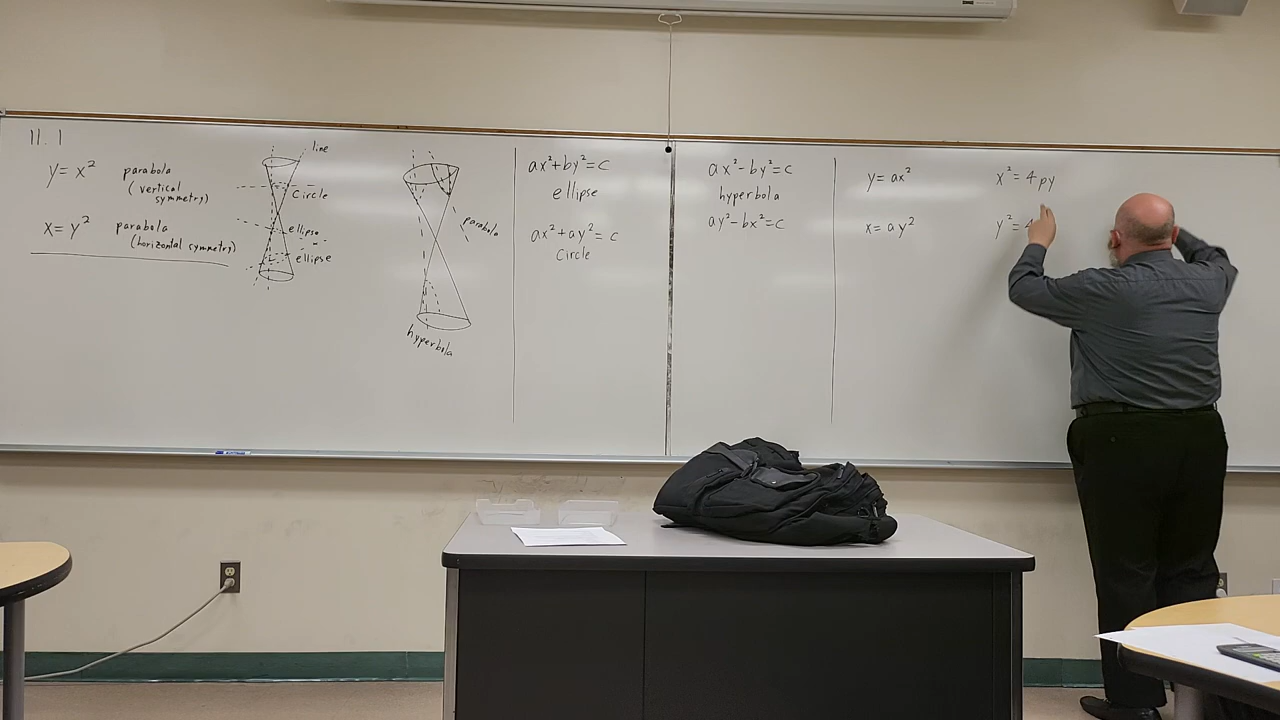 11.1
y = x²
parabola
(vertical
symmetry)
x = y²
parabola
(horizontal symmetry)
line
circle
ellipse
ellipse
parabola
hyperbola
ax²+by²=c
ellipse
ax²+ay²=c
circle
ax²-by²=c
hyperbola
ay²-bx²=c
y=ax²
x=ay²
x²=4py
y²=4